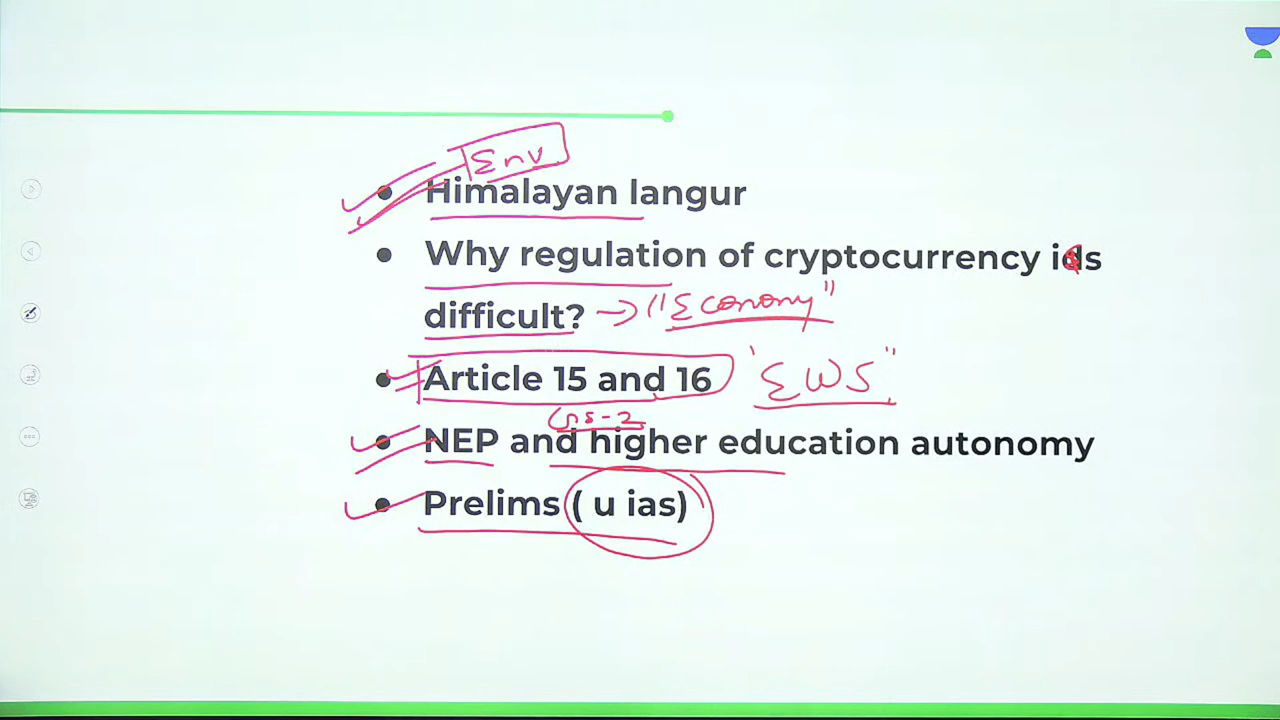 Env
• Himalayan langur
• Why regulation of cryptocurrency ids
difficult? → "Economy"
• Article 15 and 16 "EWS"
GS-2
• NEP and higher education autonomy
• Prelims ( u ias)